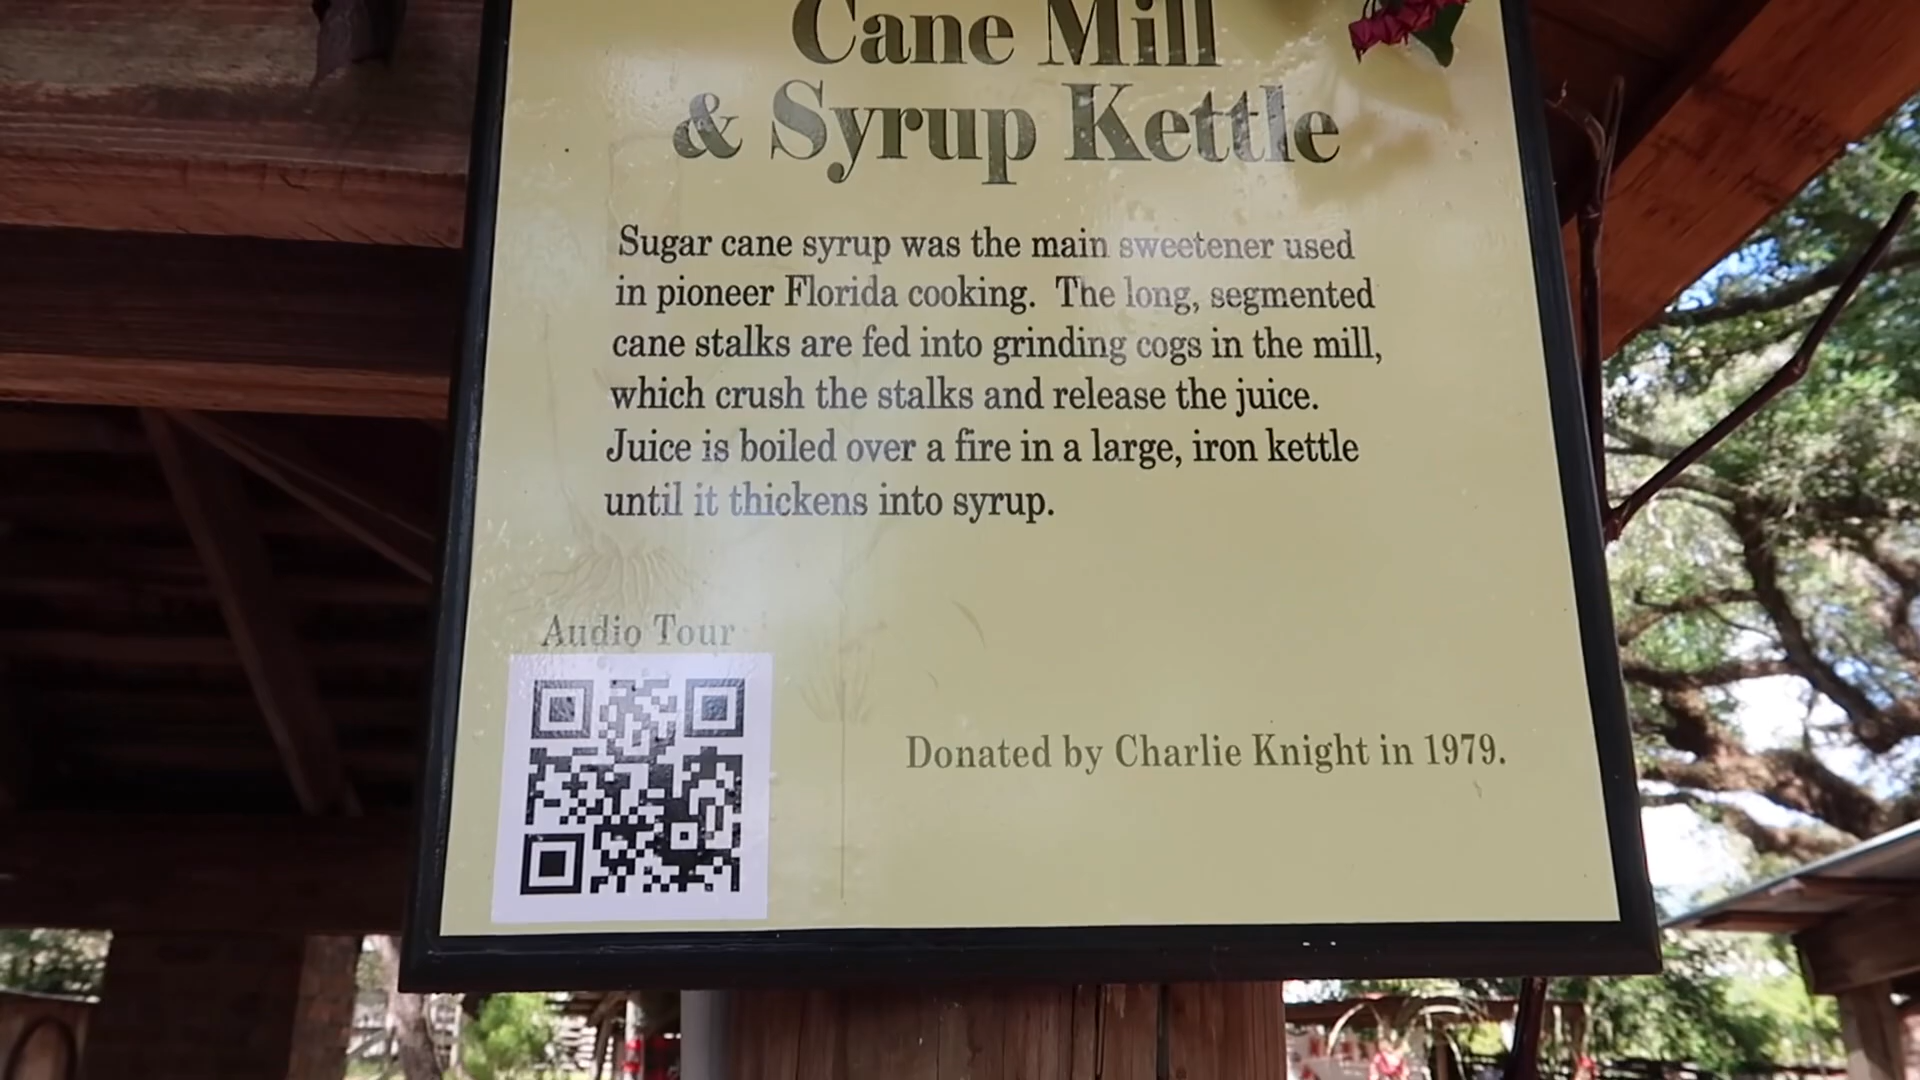 Cane Mill
& Syrup Kettle
Sugar cane syrup was the main sweetener used
in pioneer Florida cooking. The long, segmented
cane stalks are fed into grinding cogs in the mill,
which crush the stalks and release the juice.
Juice is boiled over a fire in a large, iron kettle
until it thickens into syrup.
Audio Tour
Donated by Charlie Knight in 1979.